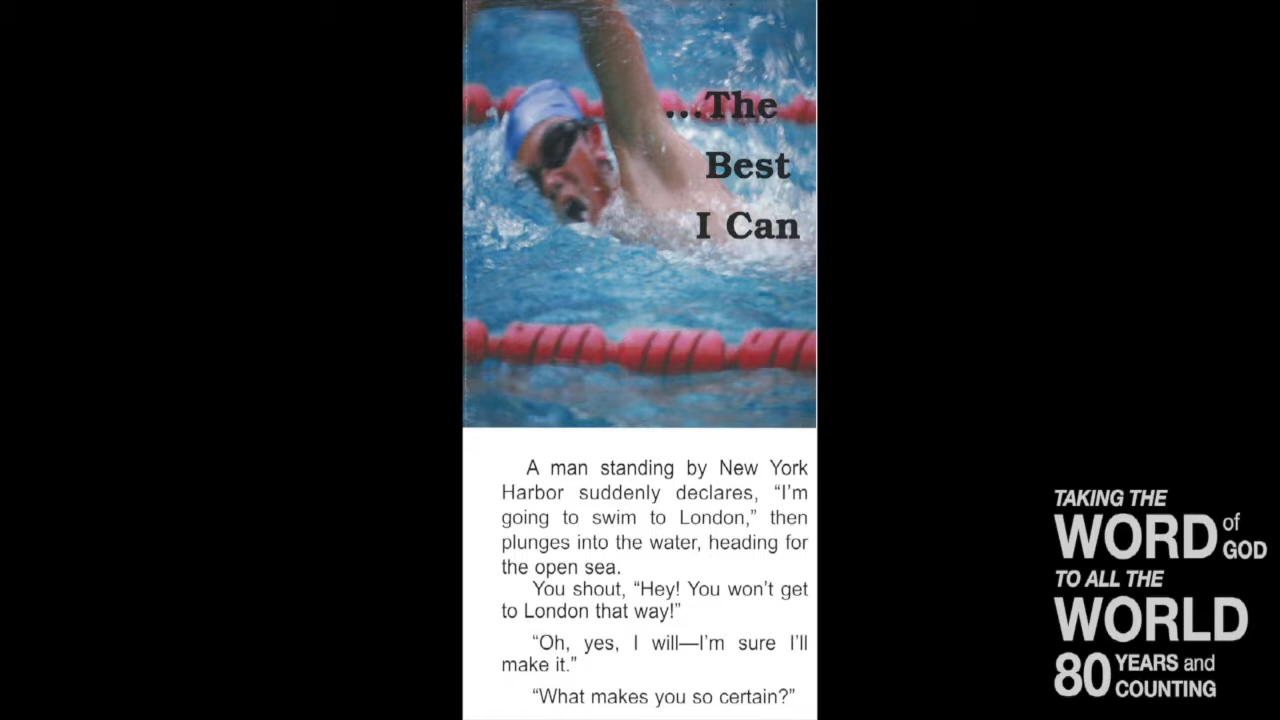 ...The
Best
I Can
A man standing by New York
Harbor suddenly declares, “I’m
going to swim to London,” then
plunges into the water, heading for
the open sea.
You shout, “Hey! You won’t get
to London that way!”
“Oh, yes, I will—I’m sure I’ll
make it.”
“What makes you so certain?”
TAKING THE
WORD of GOD
TO ALL THE
WORLD
80 YEARS and
COUNTING